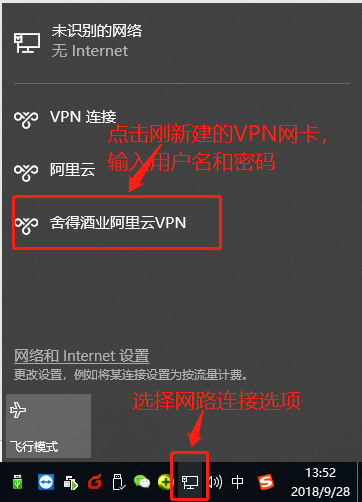 未识别的网络
无 Internet
VPN 连接
点击刚新建的VPN网卡，
输入用户名和密码
阿里云
舍得酒业阿里云VPN
网络和 Internet 设置
更改设置，例如将某连接设置为按流量计费。
选择网路连接选项
飞行模式
中
13:52
2018/9/28